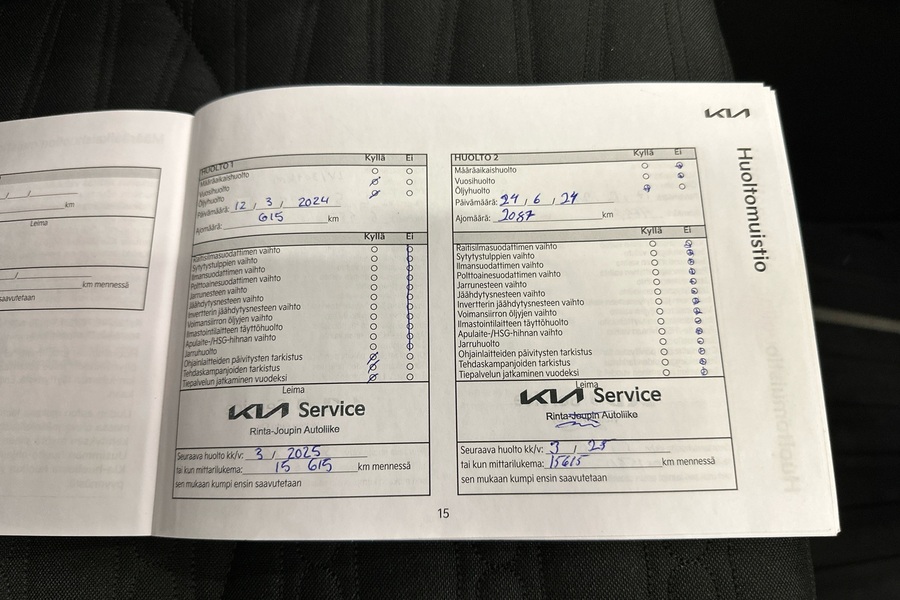 km
Leima
km mennessä
saavutetaan
KIA
Huoltomuistio
HUOLTO 1 Kyllä Ei
Määräaikaishuolto
Vuosihuolto
Öljyhuolto
Päivämäärä: 12 , 3 , 2024
Ajomäärä: 615 km
Kyllä Ei
Raitisilmasuodattimen vaihto
Sytytystulppien vaihto
Ilmansuodattimen vaihto
Polttoainesuodattimen vaihto
Jarrunesteen vaihto
Jäähdytysnesteen vaihto
Invertterin jäähdytysnesteen vaihto
Voimansiirron öljyjen vaihto
Ilmastointilaitteen täyttöhuolto
Apulaite-/HSG-hihnan vaihto
Jarruhuolto
Ohjainlaitteiden päivitysten tarkistus
Tehdaskampanjoiden tarkistus
Tiepalvelun jatkaminen vuodeksi
Leima
KIA Service
Rinta-Joupin Autoliike
Seuraava huolto kk/v: 3 , 2025
tai kun mittarilukema: 15 615 km mennessä
sen mukaan kumpi ensin saavutetaan
HUOLTO 2 Kyllä Ei
Määräaikaishuolto
Vuosihuolto
Öljyhuolto
Päivämäärä: 24 , 6 , 24
Ajomäärä: 2087 km
Kyllä Ei
Raitisilmasuodattimen vaihto
Sytytystulppien vaihto
Ilmansuodattimen vaihto
Polttoainesuodattimen vaihto
Jarrunesteen vaihto
Jäähdytysnesteen vaihto
Invertterin jäähdytysnesteen vaihto
Voimansiirron öljyjen vaihto
Ilmastointilaitteen täyttöhuolto
Apulaite-/HSG-hihnan vaihto
Jarruhuolto
Ohjainlaitteiden päivitysten tarkistus
Tehdaskampanjoiden tarkistus
Tiepalvelun jatkaminen vuodeksi
Leima
KIA Service
Rinta-Joupin Autoliike
Seuraava huolto kk/v: 3 , 25
tai kun mittarilukema: 15615 km mennessä
sen mukaan kumpi ensin saavutetaan
15